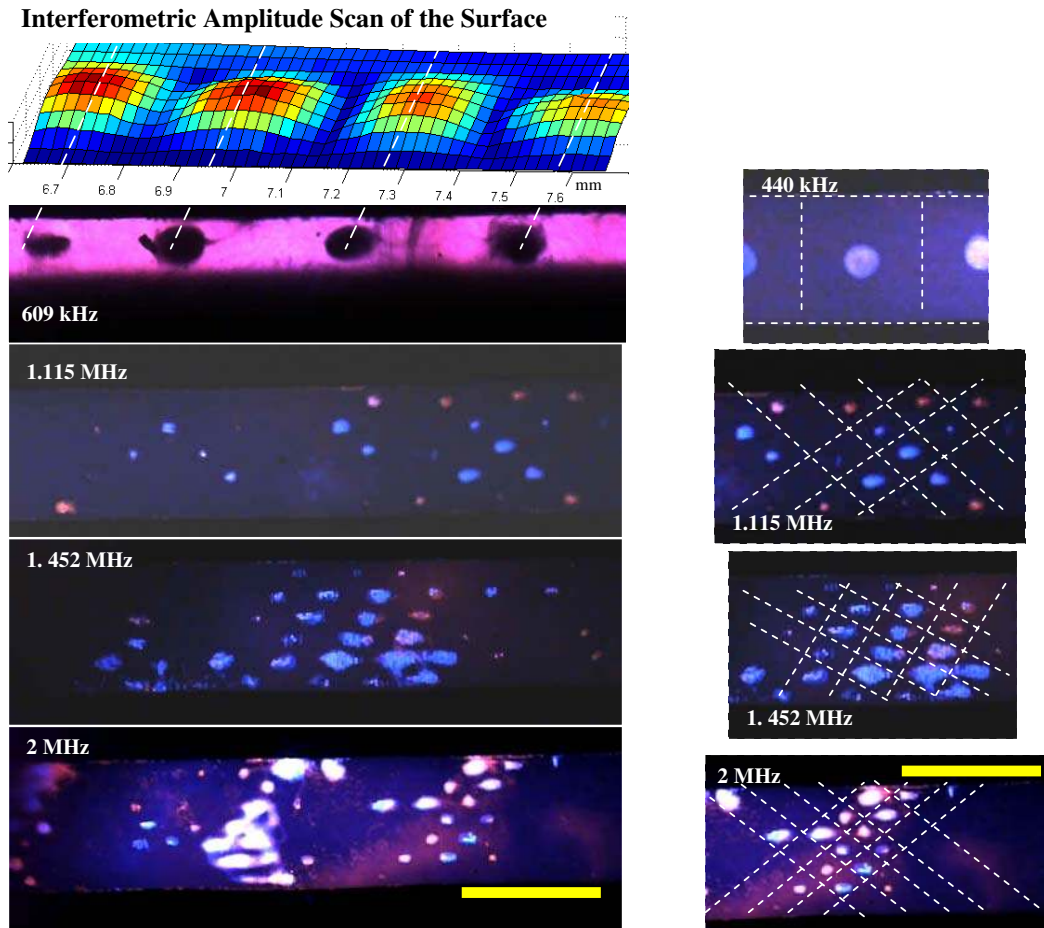 Interferometric Amplitude Scan of the Surface
6.7 6.8 6.9 7 7.1 7.2 7.3 7.4 7.5 7.6 mm
609 kHz
440 kHz
1.115 MHz
1.115 MHz
1. 452 MHz
1. 452 MHz
2 MHz
2 MHz